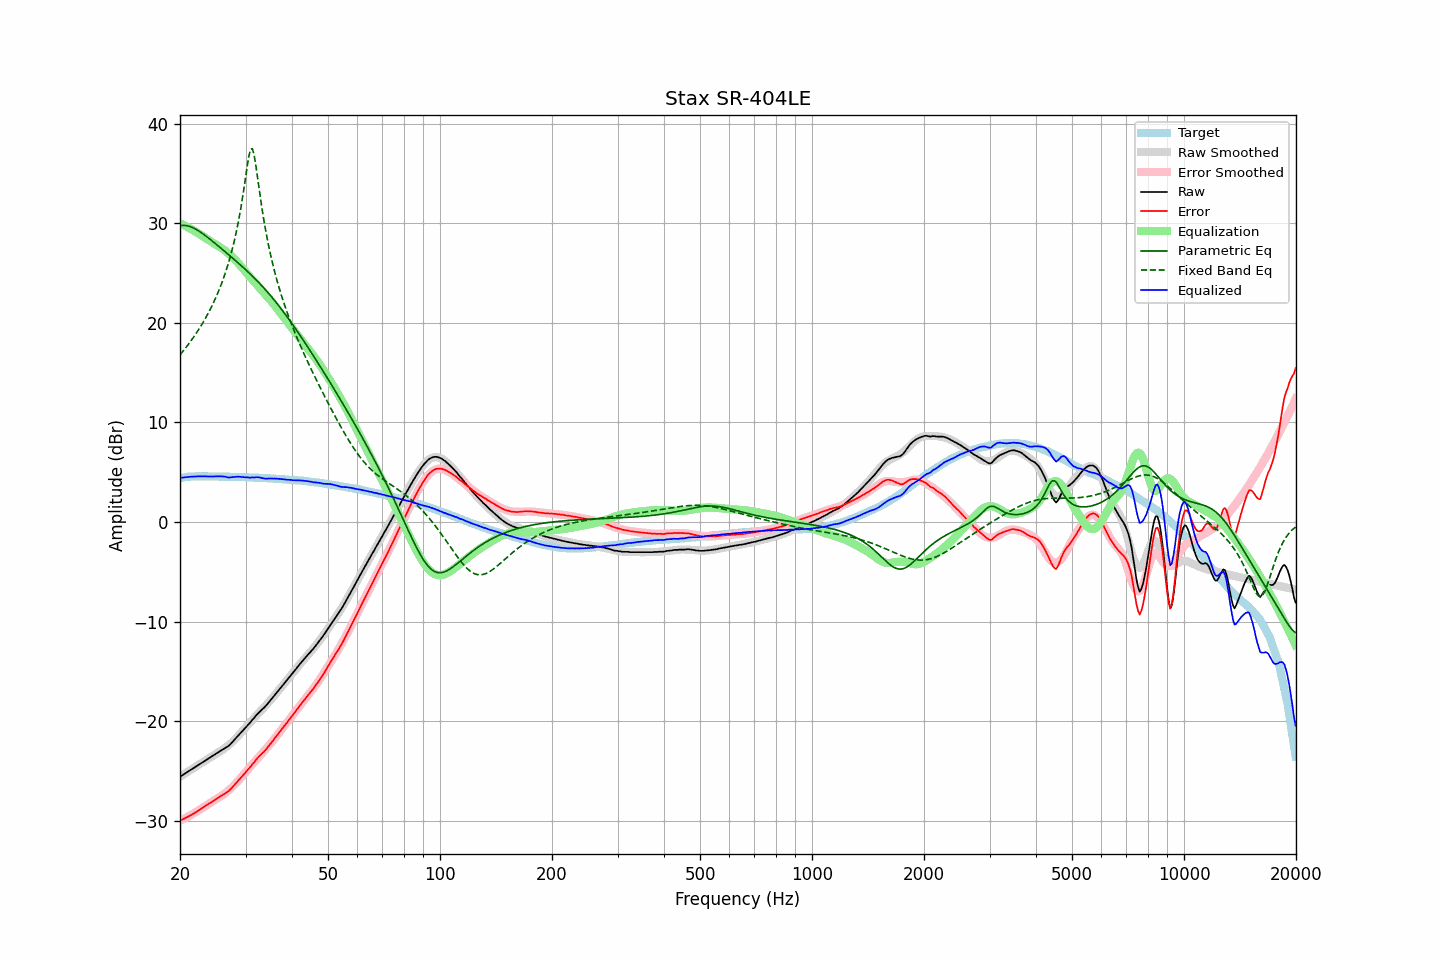 Stax SR-404LE
40
30
20
10
0
−10
−20
−30
Amplitude (dBr)
Target
Raw Smoothed
Error Smoothed
Raw
Error
Equalization
Parametric Eq
Fixed Band Eq
Equalized
20 50 100 200 500 1000 2000 5000 10000 20000
Frequency (Hz)